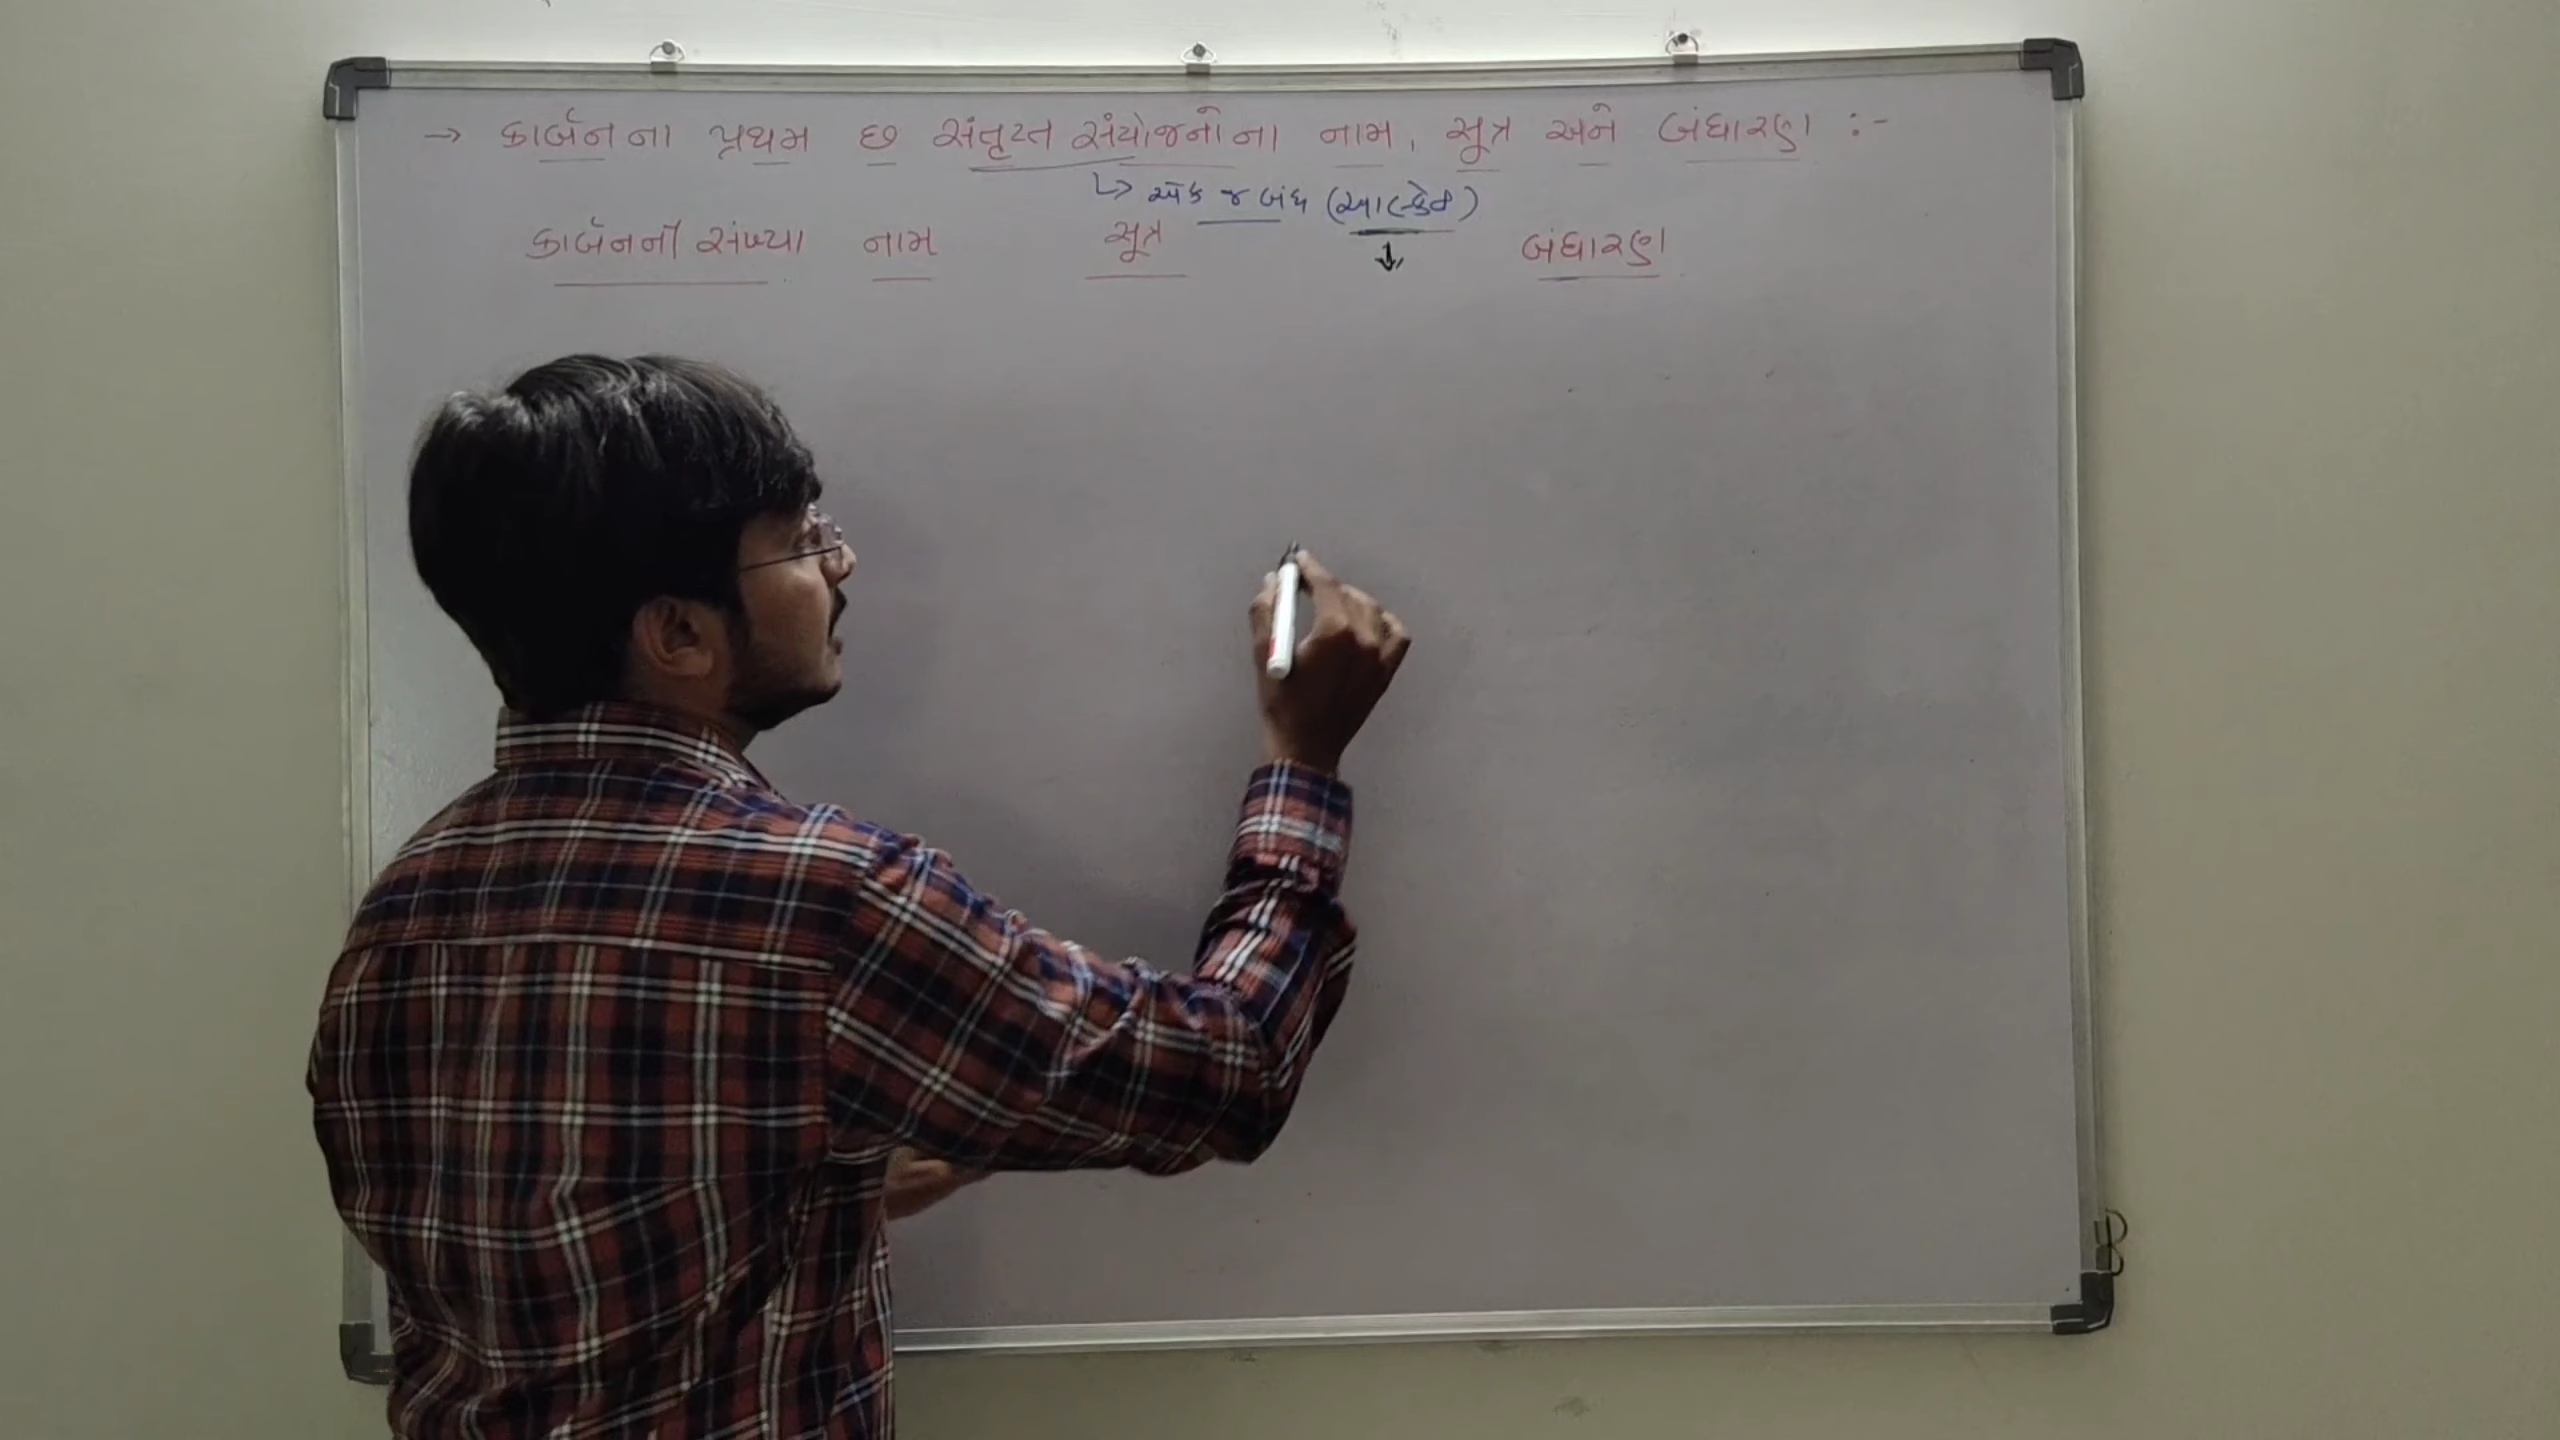 → કાર્બનના પ્રથમ છ સંતૃપ્ત સંયોજનોના નામ, સૂત્ર અને બંધારણ :-
↳ એક જ બંધ (આલ્કેન)
કાર્બનની સંખ્યા નામ સૂત્ર ↓ બંધારણ